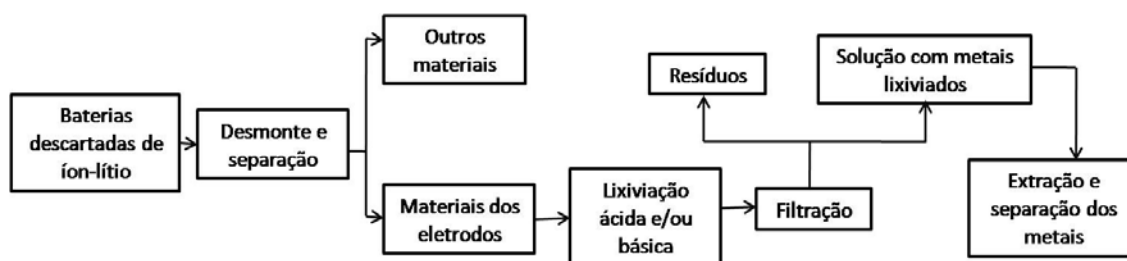 Baterias
descartadas de
íon-lítio
Desmonte e
separação
Outros
materiais
Materiais dos
eletrodos
Lixiviação
ácida e/ou
básica
Filtração
Resíduos
Solução com metais
lixiviados
Extração e
separação dos
metais